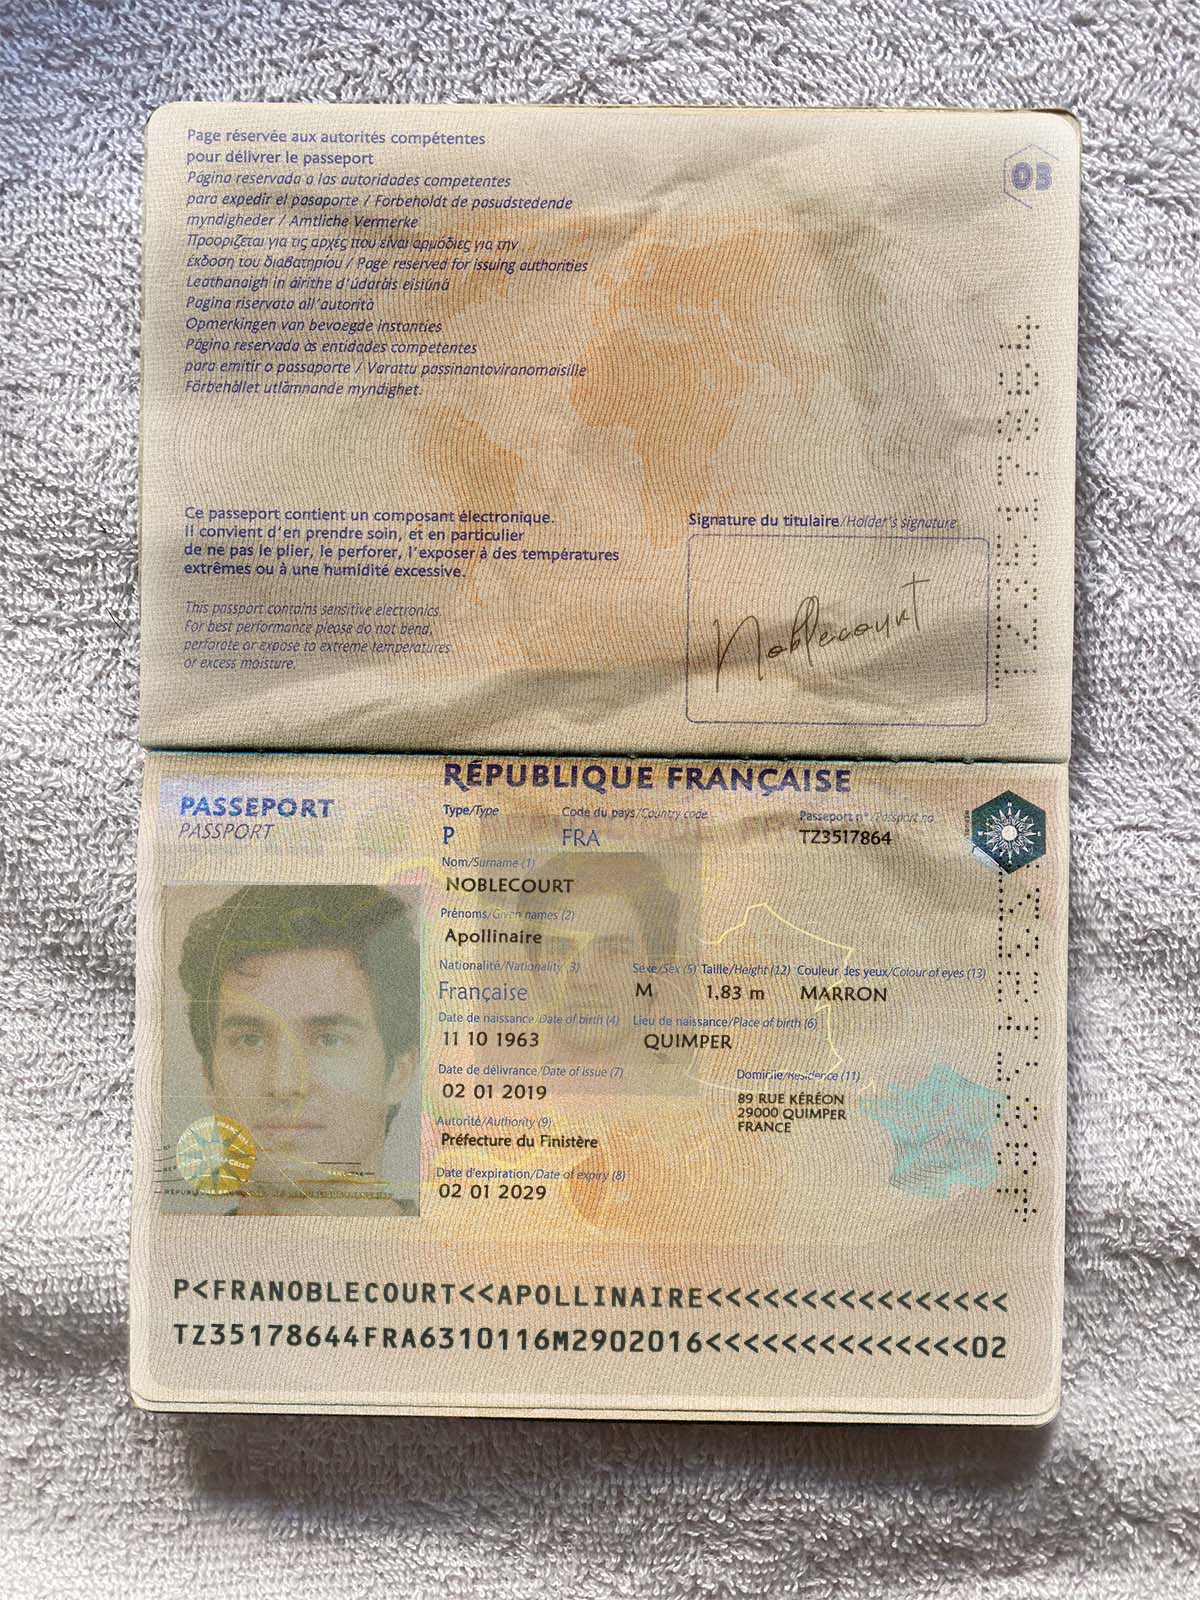 Page réservée aux autorités compétentes
pour délivrer le passeport
Pagina reservada a las autoridades competentes
para expedir el pasaporte / Forbeholdt de pasudstedende
myndigheder / Amtliche Vermerke
Προορίζεται για τις αρχές που είναι αρμόδιες για την
έκδοση του διαβατηρίου / Page reserved for issuing authorities
Leathanaigh in áirithe d'údaráis eisiúná
Pagina riservata all'autorità
Opmerkingen van bevoegde instanties
Página reservada às entidades competentes
para emitir o passaporte / Varattu passinantoviranomaisille
Förbehållet utlämnande myndighet.
03
Ce passeport contient un composant électronique.
Il convient d'en prendre soin, et en particulier
de ne pas le plier, le perforer, l'exposer à des températures
extrêmes ou à une humidité excessive.
This passport contains sensitive electronics.
For best performance please do not bend,
perforate or expose to extreme temperatures
or excess moisture.
Signature du titulaire/Holder's signature
Noblecourt
RÉPUBLIQUE FRANÇAISE
PASSEPORT
PASSPORT
Type/Type Code du pays/Country code Passeport n°/Passport no
P FRA TZ3517864
Nom/Surname (1)
NOBLECOURT
Prénoms/Given names (2)
Apollinaire
Nationalité/Nationality (3) Sexe/Sex (5) Taille/Height (12) Couleur des yeux/Colour of eyes (13)
Française M 1,83 m MARRON
Date de naissance/Date of birth (4) Lieu de naissance/Place of birth (6)
11 10 1963 QUIMPER
Date de délivrance/Date of issue (7) Domicile/Residence (11)
02 01 2019
89 RUE KÉRÉON
29000 QUIMPER
FRANCE
Autorité/Authority (9)
Préfecture du Finistère
Date d'expiration/Date of expiry (8)
02 01 2029
P<FRANOBLECOURT<<APOLLINAIRE<<<<<<<<<<<<<<<<
TZ35178644FRA6310116M2902016<<<<<<<<<<<<<<02